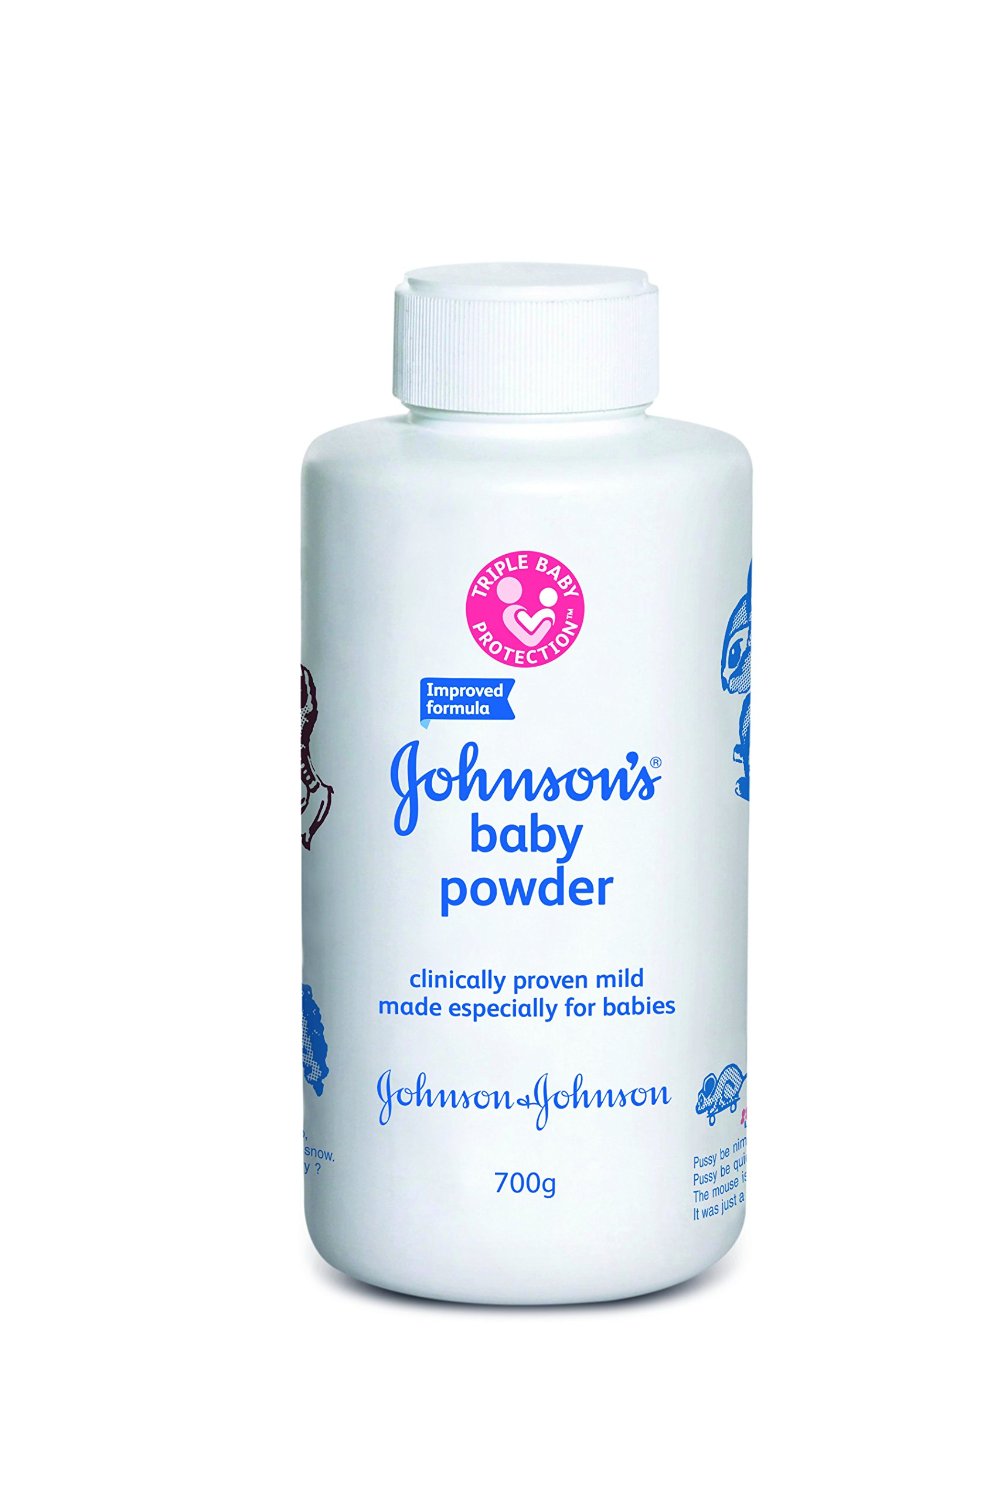 TRIPLE BABY
PROTECTION™
Improved
formula
Johnson's®
baby
powder
clinically proven mild
made especially for babies
Johnson & Johnson
700g
snow.
?
Pussy be
Pussy be
The mouse
It was just a